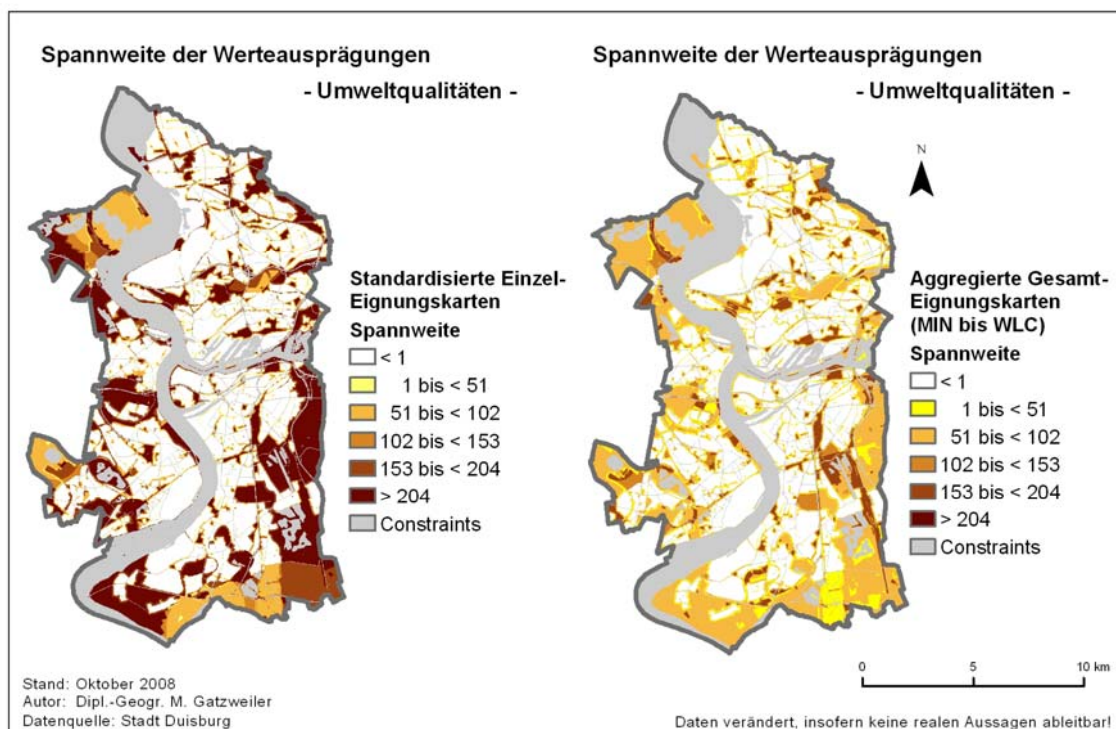 Spannweite der Werteausprägungen
- Umweltqualitäten -
Standardisierte Einzel-
Eignungskarten
Spannweite
< 1
1 bis < 51
51 bis < 102
102 bis < 153
153 bis < 204
> 204
Constraints
Spannweite der Werteausprägungen
- Umweltqualitäten -
N
Aggregierte Gesamt-
Eignungskarten
(MIN bis WLC)
Spannweite
< 1
1 bis < 51
51 bis < 102
102 bis < 153
153 bis < 204
> 204
Constraints
0 5 10 km
Stand: Oktober 2008
Autor: Dipl.-Geogr. M. Gatzweiler
Datenquelle: Stadt Duisburg
Daten verändert, insofern keine realen Aussagen ableitbar!